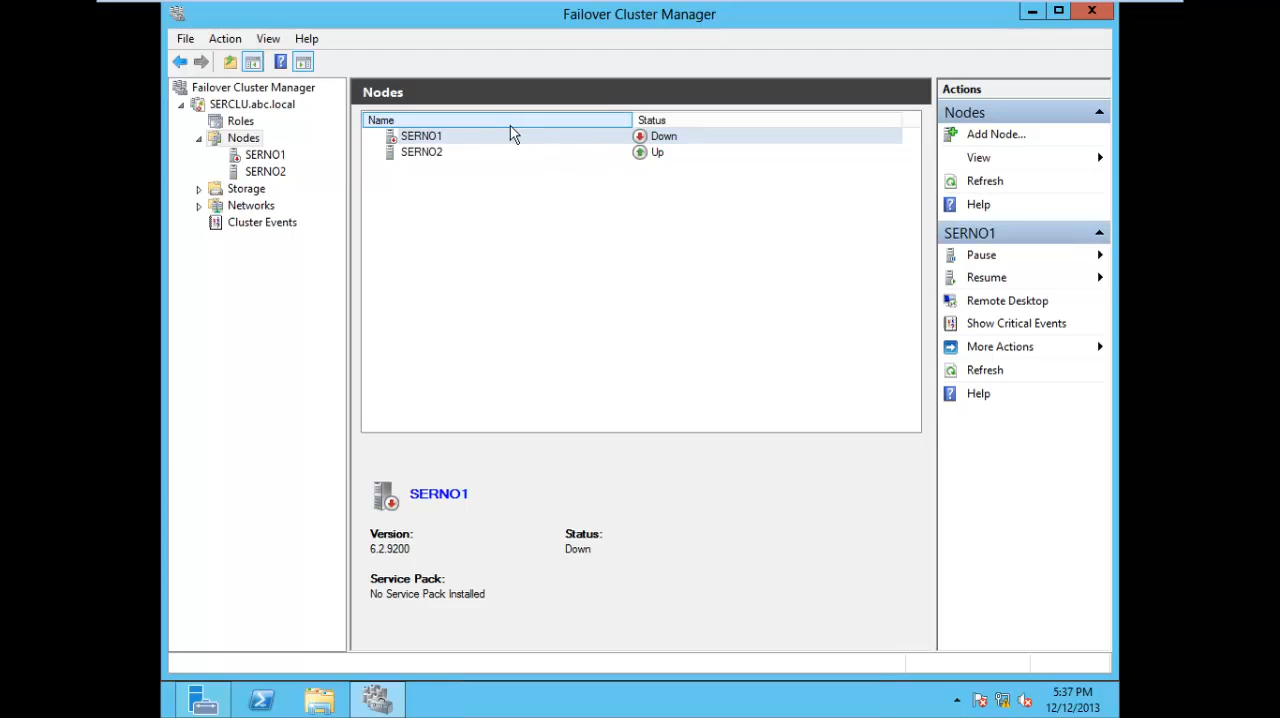 Failover Cluster Manager
File Action View Help
Failover Cluster Manager
SERCLU.abc.local
Roles
Nodes
SERNO1
SERNO2
Storage
Networks
Cluster Events
Nodes
Name Status
SERNO1 Down
SERNO2 Up
SERNO1
Version: Status:
6.2.9200 Down
Service Pack:
No Service Pack Installed
Actions
Nodes
Add Node...
View
Refresh
Help
SERNO1
Pause
Resume
Remote Desktop
Show Critical Events
More Actions
Refresh
Help
5:37 PM
12/12/2013